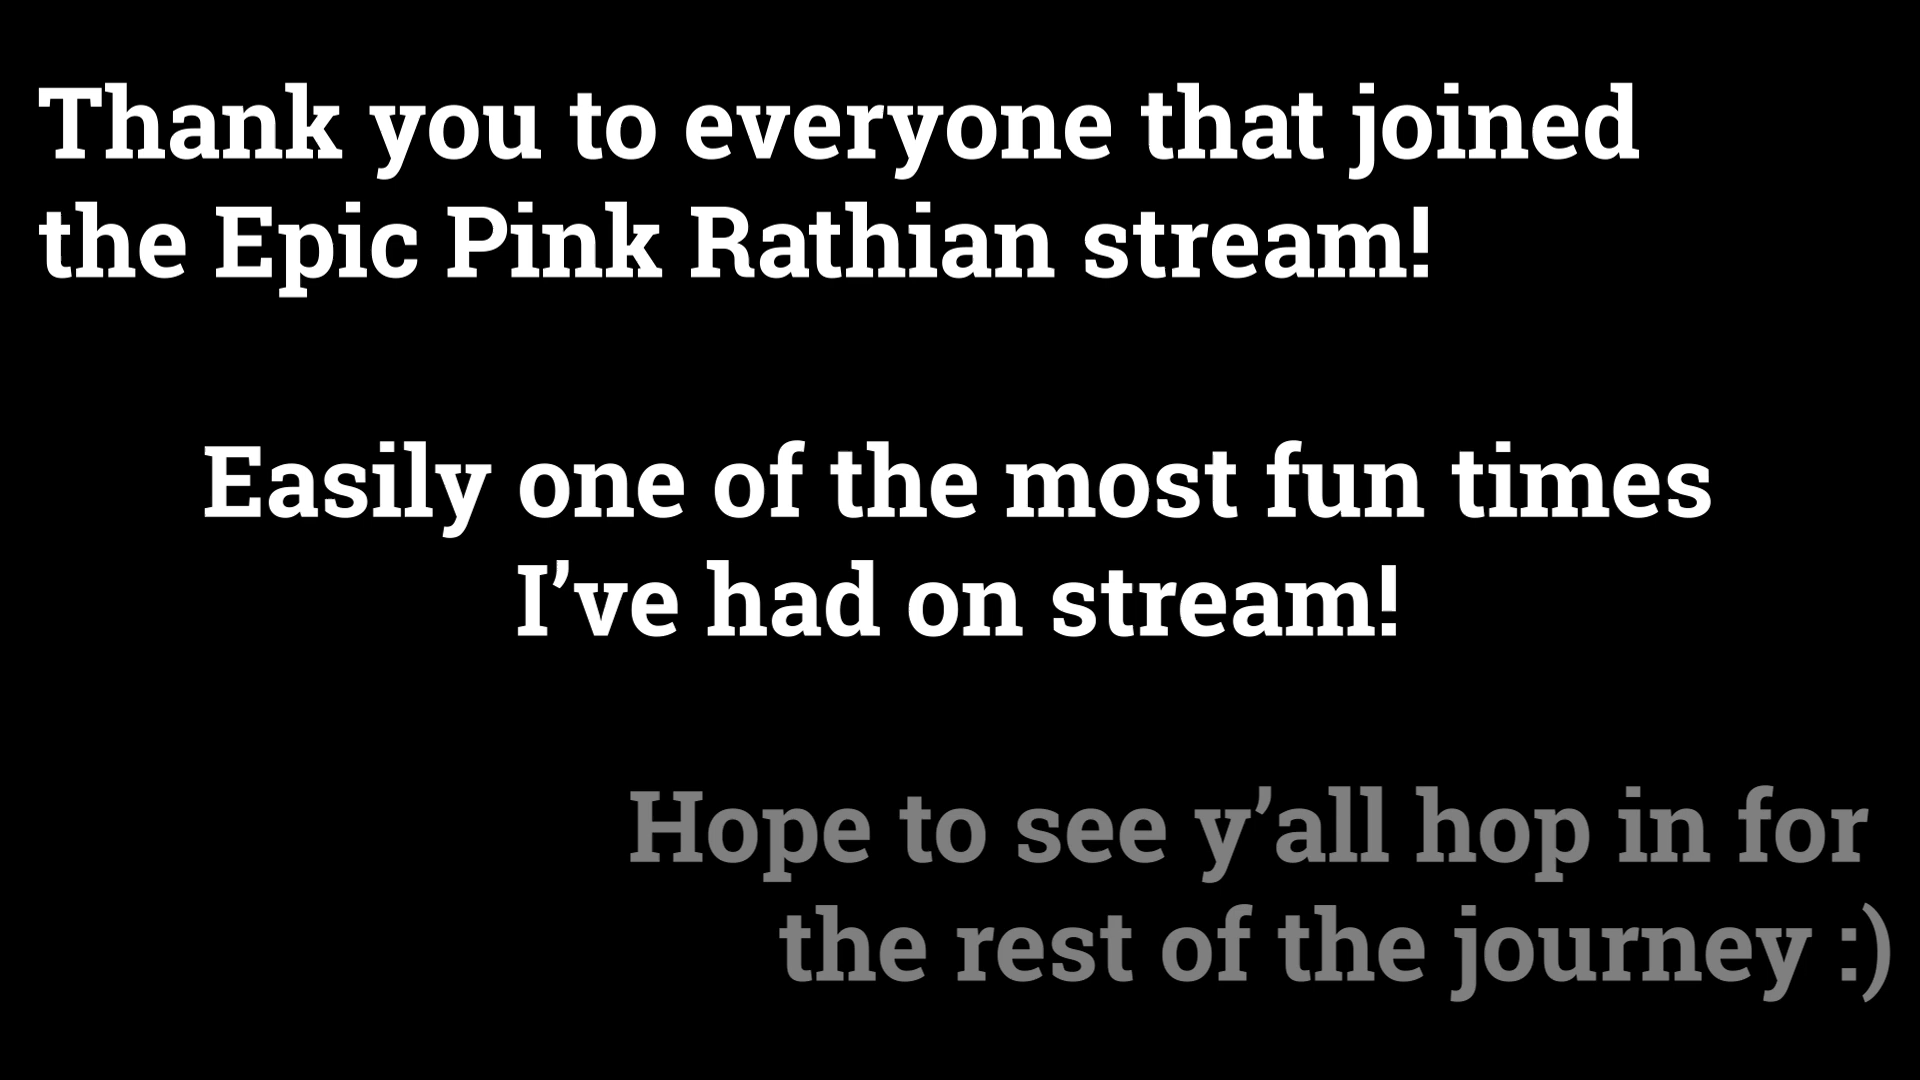 Thank you to everyone that joined
the Epic Pink Rathian stream!
Easily one of the most fun times
I’ve had on stream!
Hope to see y’all hop in for
the rest of the journey :)